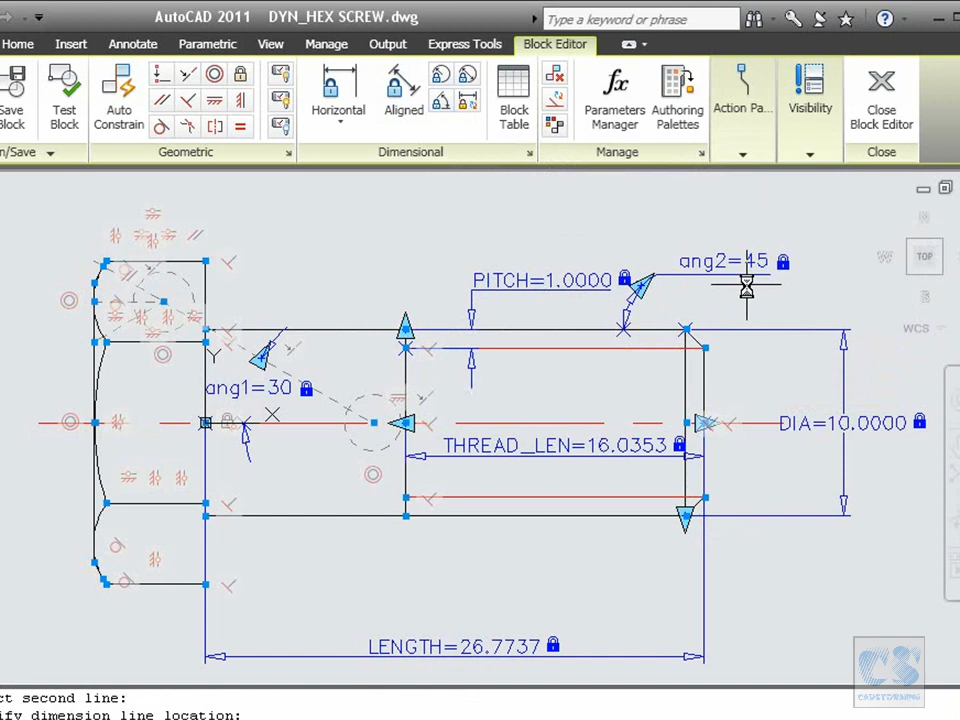 AutoCAD 2011 DYN_HEX SCREW.dwg
Type a keyword or phrase
Home Insert Annotate Parametric View Manage Output Express Tools Block Editor
Save Block
Test Block
Auto Constrain
Horizontal
Aligned
Block Table
Parameters Manager
Authoring Palettes
Action Pa...
Visibility
Close Block Editor
n/Save Geometric Dimensional Manage Close
ang2=45
PITCH=1.0000
TOP
W
WCS
Y
ang1=30
X
DIA=10.0000
THREAD_LEN=16.0353
LENGTH=26.7737
CS
ct second line:
ify dimension line location: